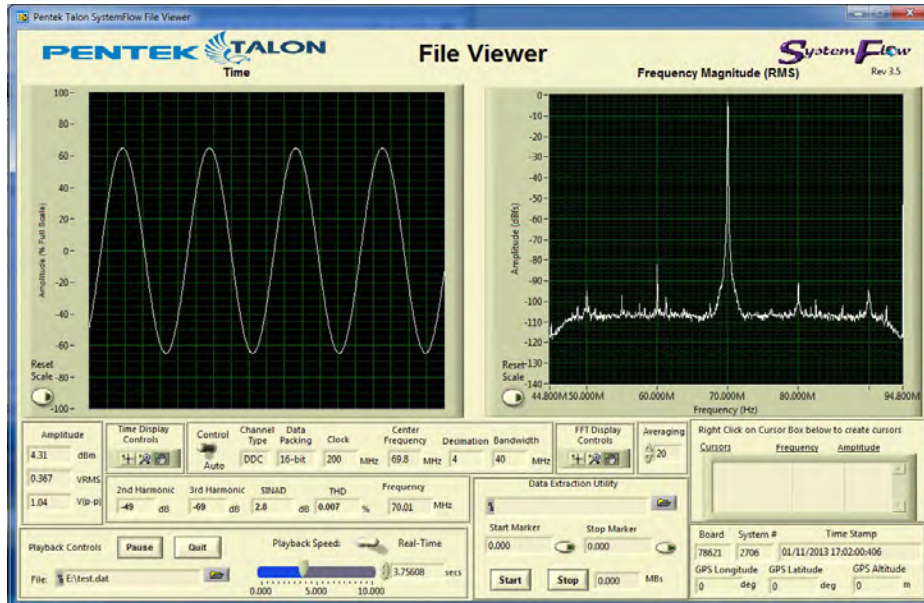 Pentek Talon SystemFlow File Viewer
PENTEK TALON
File Viewer
SystemFlow
Rev 3.5
Time
Frequency Magnitude (RMS)
100
80
60
40
20
0
-20
-40
-60
-80
-100
Amplitude (% Full Scale)
Reset Scale
0
-10
-20
-30
-40
-50
-60
-70
-80
-90
-100
-110
-120
-130
-140
Amplitude (dBfs)
Reset Scale
44.800M 50.000M 60.000M 70.000M 80.000M 94.800M
Frequency (Hz)
Amplitude
4.31 dBm
0.367 VRMS
1.04 V(p-p)
Time Display Controls
Control
Auto
Channel Type
DDC
Data Packing
16-bit
Clock
200 MHz
Center Frequency
69.8 MHz
Decimation
4
Bandwidth
40 MHz
FFT Display Controls
Averaging
20
Right Click on Cursor Box below to create cursors
Cursors Frequency Amplitude
2nd Harmonic
-49 dB
3rd Harmonic
-69 dB
SINAD
2.8 dB
THD
0.007 %
Frequency
70.01 MHz
Data Extraction Utility
Start Marker
0.000
Stop Marker
0.000
Start Stop 0.000 MBs
Playback Controls
Pause Quit
Playback Speed: Real-Time
File: E:\test.dat
0.000 5.000 10.000
3.75608 secs
Board System # Time Stamp
78621 2706 01/11/2013 17:02:00:406
GPS Longitude GPS Latitude GPS Altitude
0 deg 0 deg 0 m